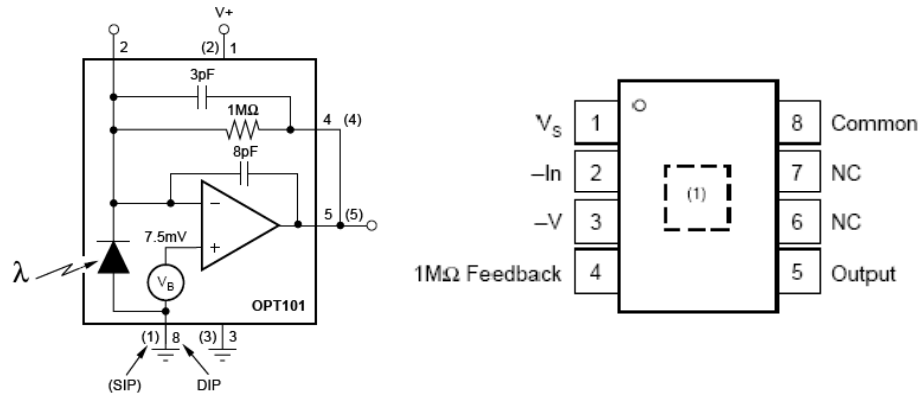 V+
2
(2) 1
3pF
1MΩ
4 (4)
8pF
5 (5)
−
7.5mV
+
λ
VB
OPT101
(1) 8 (3) 3
(SIP) DIP
VS 1 8 Common
–In 2 7 NC
(1)
–V 3 6 NC
1MΩ Feedback 4 5 Output